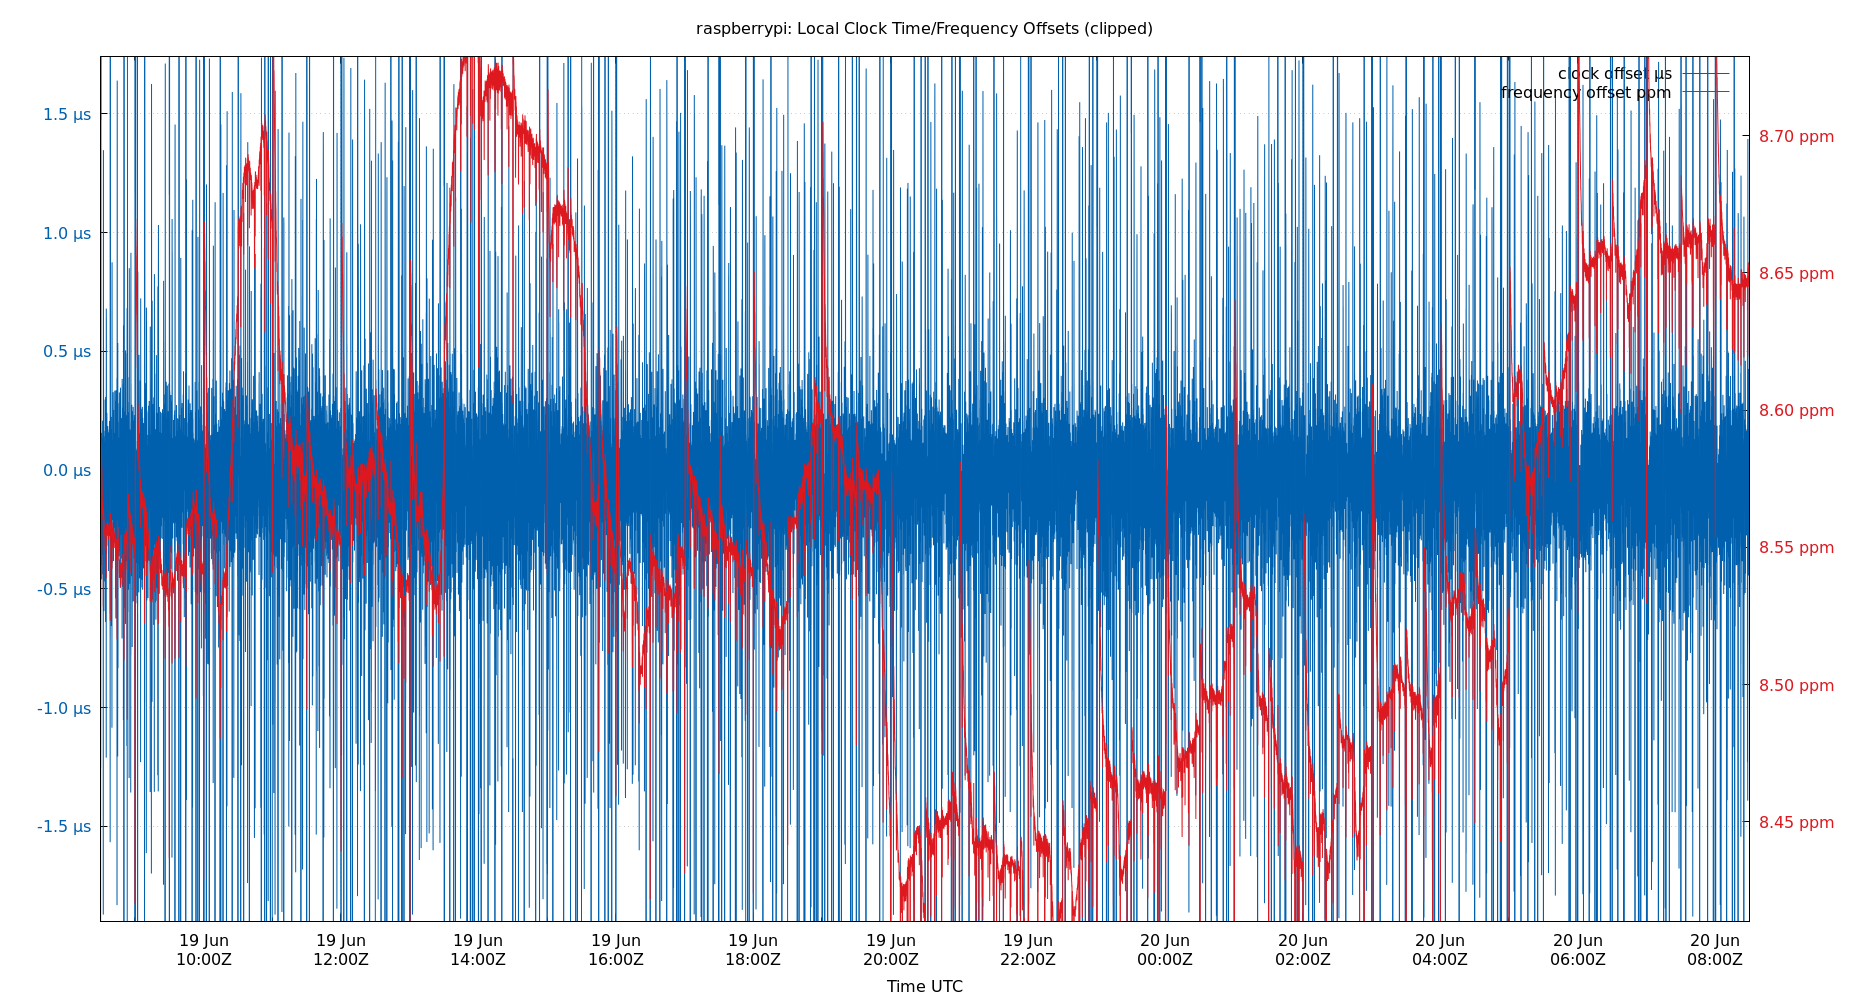 raspberrypi: Local Clock Time/Frequency Offsets (clipped)
clock offset µs
frequency offset ppm
1.5 µs
1.0 µs
0.5 µs
0.0 µs
-0.5 µs
-1.0 µs
-1.5 µs
8.70 ppm
8.65 ppm
8.60 ppm
8.55 ppm
8.50 ppm
8.45 ppm
19 Jun 19 Jun 19 Jun 19 Jun 19 Jun 19 Jun 19 Jun 20 Jun 20 Jun 20 Jun 20 Jun 20 Jun
10:00Z 12:00Z 14:00Z 16:00Z 18:00Z 20:00Z 22:00Z 00:00Z 02:00Z 04:00Z 06:00Z 08:00Z
Time UTC